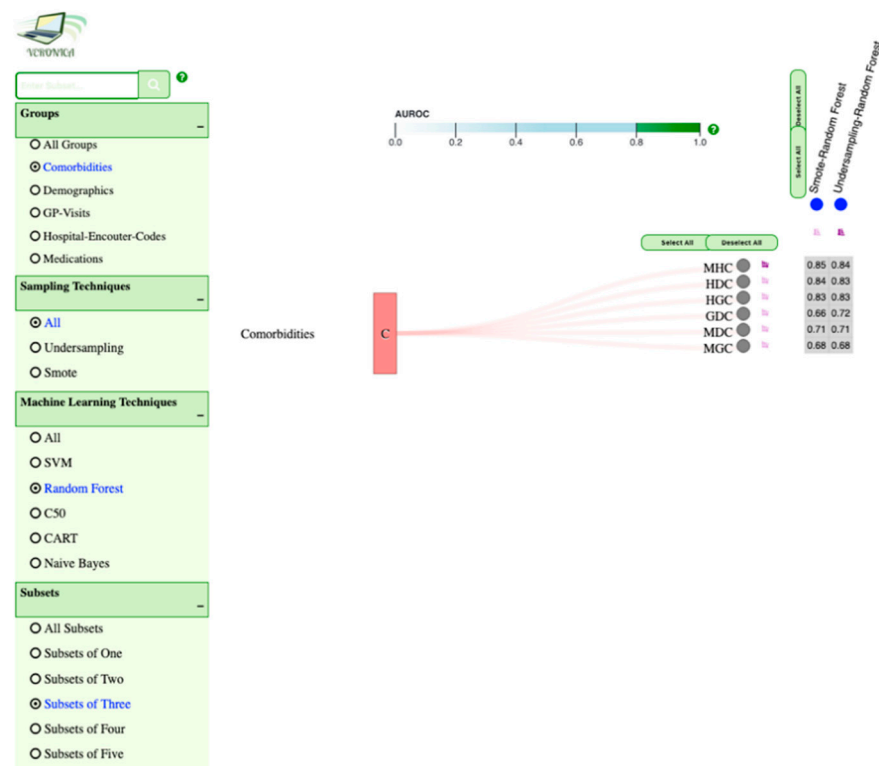 VERONICA
Enter Subset...
?
Groups
–
All Groups
Comorbidities
Demographics
GP-Visits
Hospital-Encouter-Codes
Medications
Sampling Techniques
–
All
Undersampling
Smote
Machine Learning Techniques
–
All
SVM
Random Forest
C50
CART
Naive Bayes
Subsets
–
All Subsets
Subsets of One
Subsets of Two
Subsets of Three
Subsets of Four
Subsets of Five
AUROC
0.0 0.2 0.4 0.6 0.8 1.0
?
Deselect All
Select All
Smote-Random Forest
Undersampling-Random Forest
Select All Deselect All
Comorbidities
C
MHC 0.85 0.84
HDC 0.84 0.83
HGC 0.83 0.83
GDC 0.66 0.72
MDC 0.71 0.71
MGC 0.68 0.68